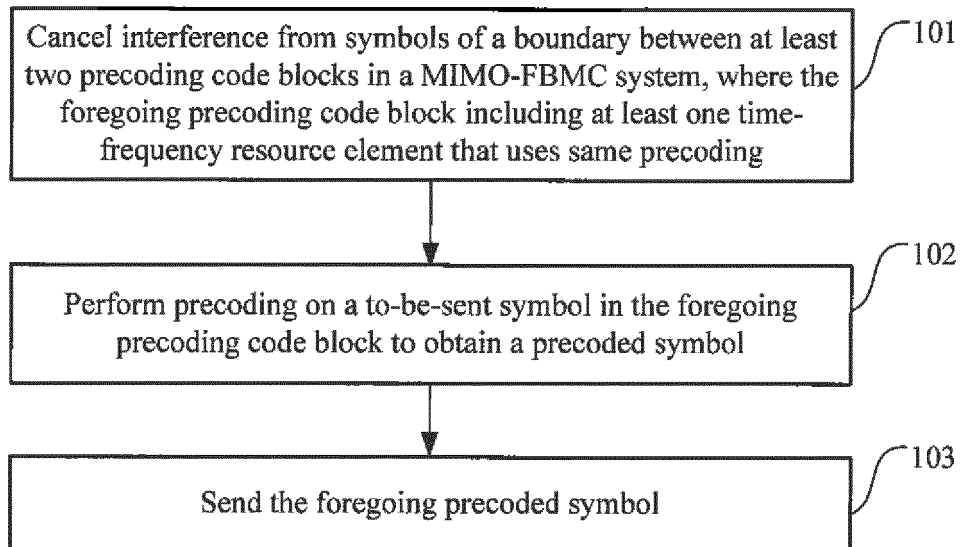 Cancel interference from symbols of a boundary between at least
two precoding code blocks in a MIMO-FBMC system, where the
foregoing precoding code block including at least one time-
frequency resource element that uses same precoding
101
Perform precoding on a to-be-sent symbol in the foregoing
precoding code block to obtain a precoded symbol
102
Send the foregoing precoded symbol
103